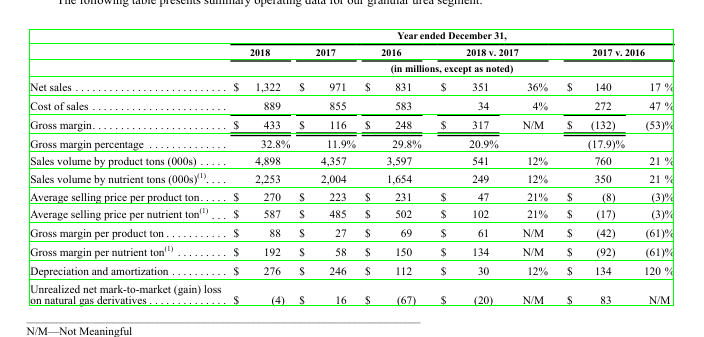 The following table presents summary operating data for our granular urea segment:
Year ended December 31,
2018 2017 2016 2018 v. 2017 2017 v. 2016
(in millions, except as noted)
Net sales . . . . . . . . . . . . . . . . . . . . . . . . . . . $ 1,322 $ 971 $ 831 $ 351 36% $ 140 17 %
Cost of sales . . . . . . . . . . . . . . . . . . . . . . . . 889 855 583 34 4% 272 47 %
Gross margin. . . . . . . . . . . . . . . . . . . . . . . . $ 433 $ 116 $ 248 $ 317 N/M $ (132) (53)%
Gross margin percentage . . . . . . . . . . . . . . 32.8% 11.9% 29.8% 20.9% (17.9)%
Sales volume by product tons (000s) . . . . . 4,898 4,357 3,597 541 12% 760 21 %
Sales volume by nutrient tons (000s)(1). . . . 2,253 2,004 1,654 249 12% 350 21 %
Average selling price per product ton. . . . . $ 270 $ 223 $ 231 $ 47 21% $ (8) (3)%
Average selling price per nutrient ton(1) . . . $ 587 $ 485 $ 502 $ 102 21% $ (17) (3)%
Gross margin per product ton . . . . . . . . . . . $ 88 $ 27 $ 69 $ 61 N/M $ (42) (61)%
Gross margin per nutrient ton(1) . . . . . . . . . $ 192 $ 58 $ 150 $ 134 N/M $ (92) (61)%
Depreciation and amortization . . . . . . . . . . $ 276 $ 246 $ 112 $ 30 12% $ 134 120 %
Unrealized net mark-to-market (gain) loss
on natural gas derivatives . . . . . . . . . . . . . . $ (4) $ 16 $ (67) $ (20) N/M $ 83 N/M
N/M—Not Meaningful